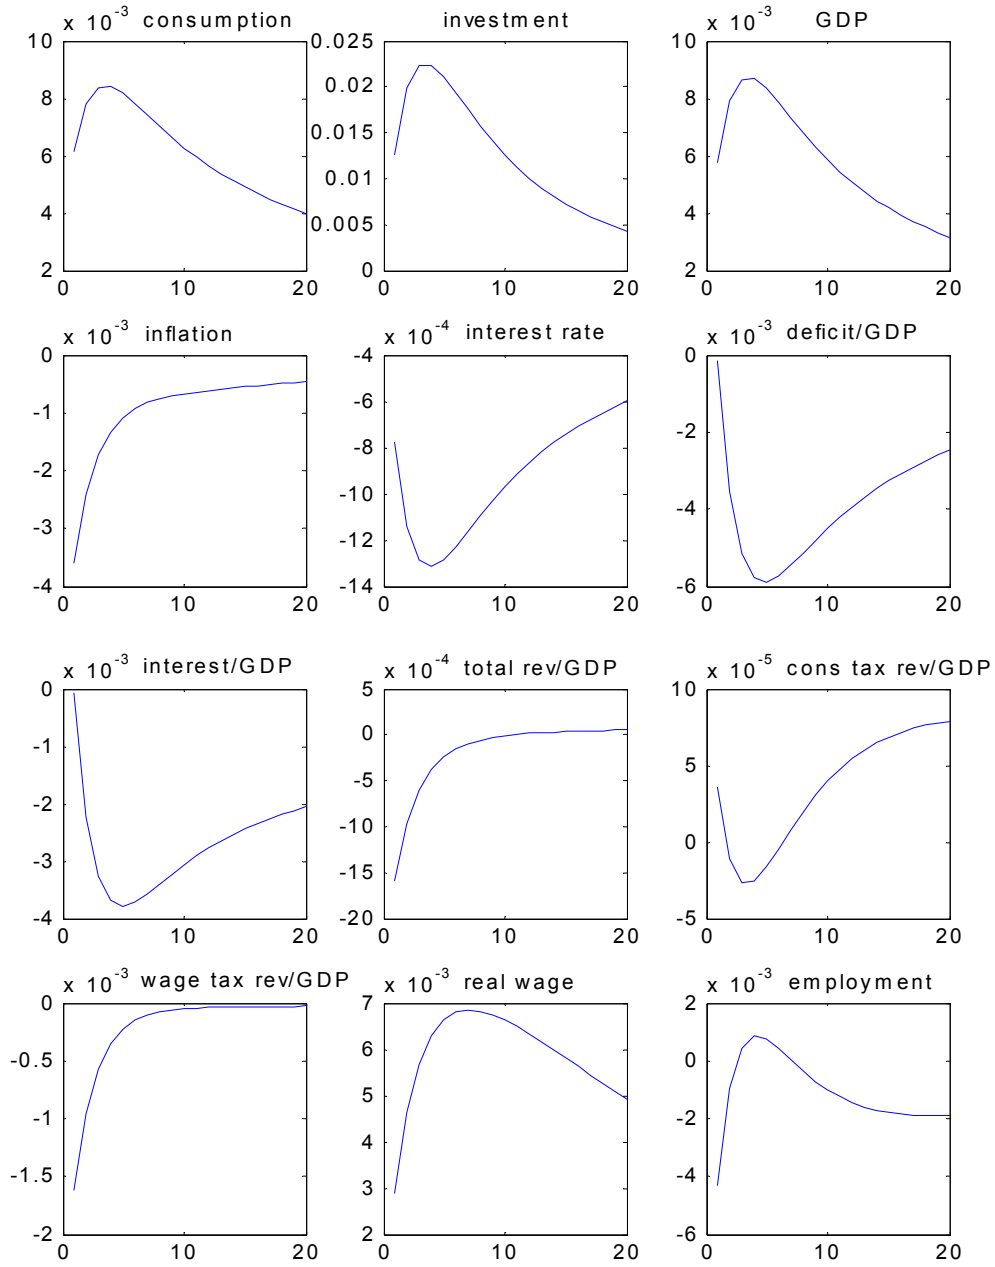 x 10^-3 consumption
investment
x 10^-3 GDP
10
8
6
4
2
0 10 20
0.025
0.02
0.015
0.01
0.005
0
0 10 20
10
8
6
4
2
0 10 20
x 10^-3 inflation
x 10^-4 interest rate
x 10^-3 deficit/GDP
0
-1
-2
-3
-4
0 10 20
-4
-6
-8
-10
-12
-14
0 10 20
0
-2
-4
-6
0 10 20
x 10^-3 interest/GDP
x 10^-4 total rev/GDP
x 10^-5 cons tax rev/GDP
0
-1
-2
-3
-4
0 10 20
5
0
-5
-10
-15
-20
0 10 20
10
5
0
-5
0 10 20
x 10^-3 wage tax rev/GDP
x 10^-3 real wage
x 10^-3 employment
0
-0.5
-1
-1.5
-2
0 10 20
7
6
5
4
3
2
0 10 20
2
0
-2
-4
-6
0 10 20